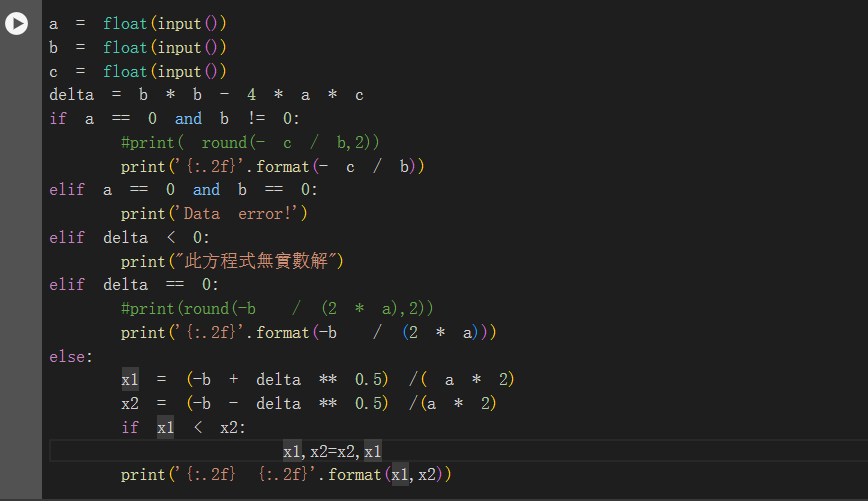 a = float(input())
b = float(input())
c = float(input())
delta = b * b - 4 * a * c
if a == 0 and b != 0:
#print( round(- c / b,2))
print('{:.2f}'.format(- c / b))
elif a == 0 and b == 0:
print('Data error!')
elif delta < 0:
print("此方程式無實數解")
elif delta == 0:
#print(round(-b / (2 * a),2))
print('{:.2f}'.format(-b / (2 * a)))
else:
x1 = (-b + delta ** 0.5) /( a * 2)
x2 = (-b - delta ** 0.5) /(a * 2)
if x1 < x2:
x1,x2=x2,x1
print('{:.2f} {:.2f}'.format(x1,x2))